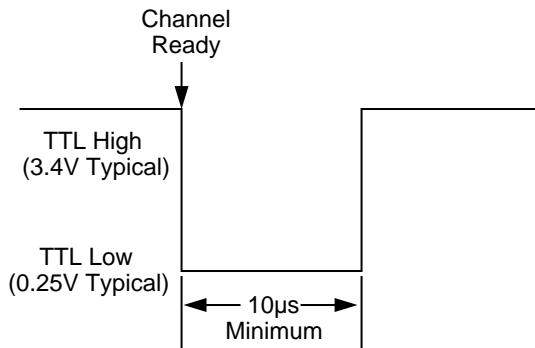 Channel
Ready
TTL High
(3.4V Typical)
TTL Low
(0.25V Typical)
10µs
Minimum